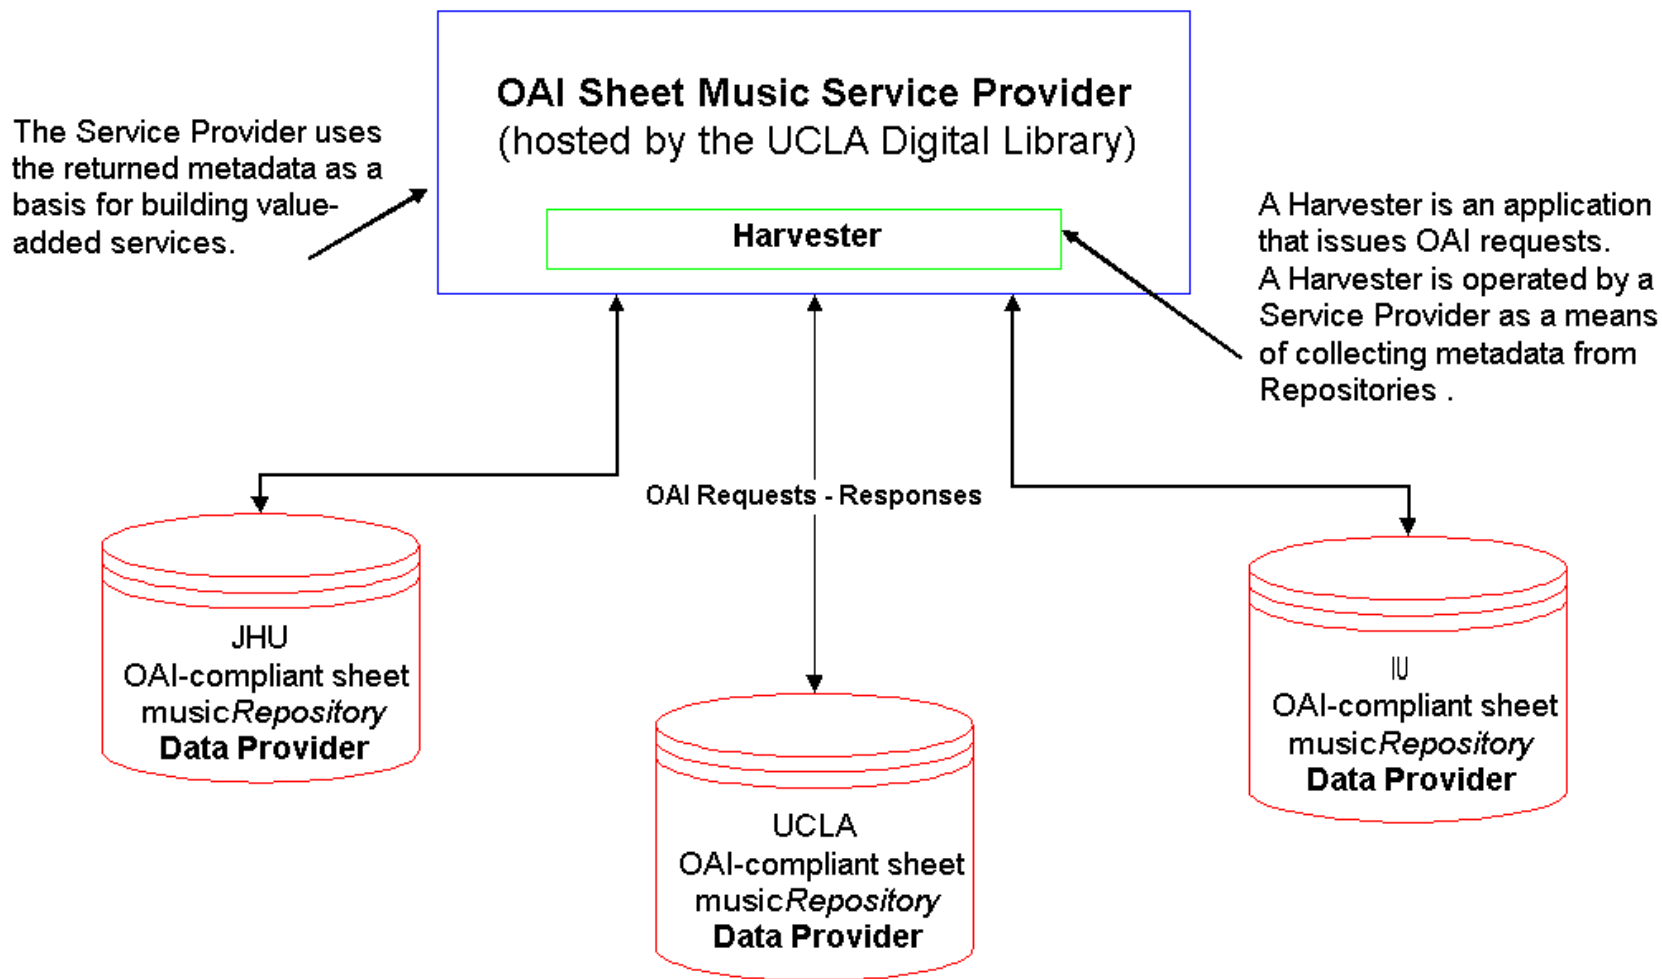 OAI Sheet Music Service Provider
(hosted by the UCLA Digital Library)
The Service Provider uses
the returned metadata as a
basis for building value-
added services.
Harvester
A Harvester is an application
that issues OAI requests.
A Harvester is operated by a
Service Provider as a means
of collecting metadata from
Repositories .
OAI Requests - Responses
JHU
OAI-compliant sheet
musicRepository
Data Provider
UCLA
OAI-compliant sheet
musicRepository
Data Provider
IU
OAI-compliant sheet
musicRepository
Data Provider